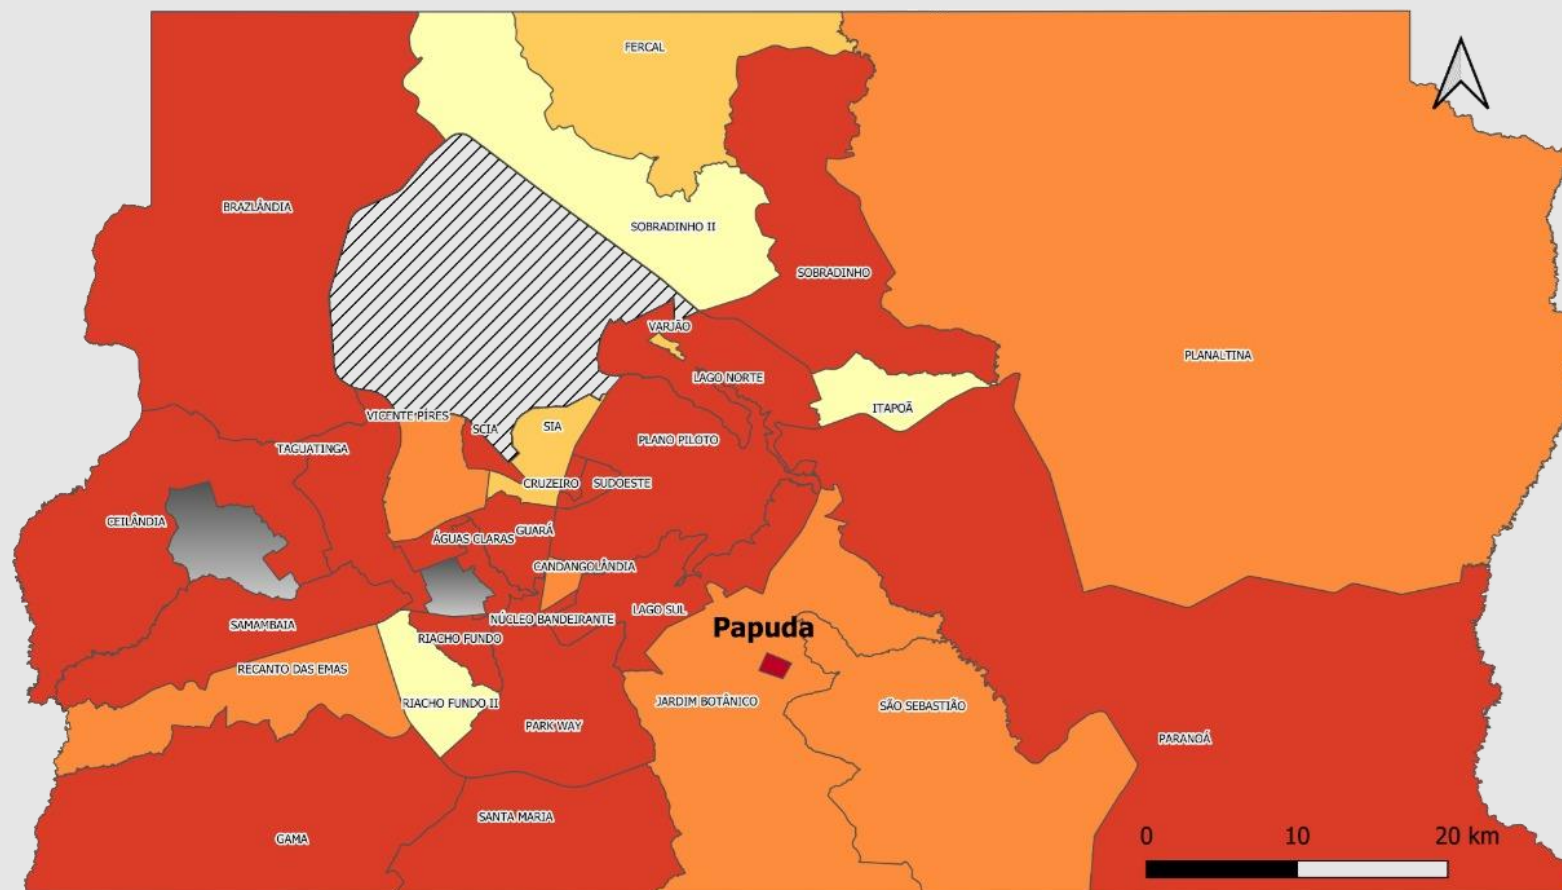 FERCAL
BRAZLÂNDIA
SOBRADINHO II
SOBRADINHO
VARJÃO
PLANALTINA
LAGO NORTE
ITAPOÃ
VICENTE PIRES
SCIA
SIA
PLANO PILOTO
TAGUATINGA
CRUZEIRO
SUDOESTE
CEILÂNDIA
ÁGUAS CLARAS
GUARÁ
CANDANGOLÂNDIA
LAGO SUL
NÚCLEO BANDEIRANTE
SAMAMBAIA
Papuda
RIACHO FUNDO
RECANTO DAS EMAS
RIACHO FUNDO II
JARDIM BOTÂNICO
SÃO SEBASTIÃO
PARK WAY
PARANOÁ
SANTA MARIA
GAMA
0 10 20 km